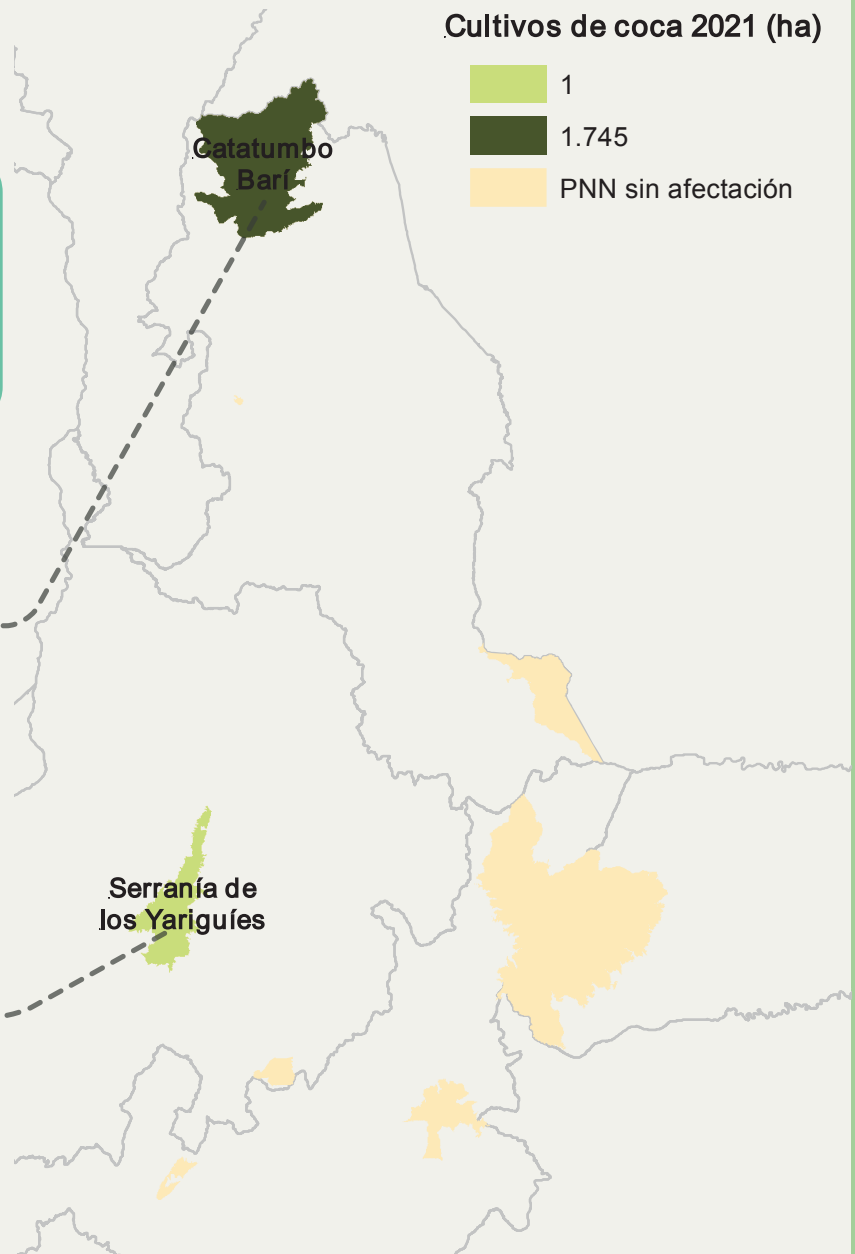 Cultivos de coca 2021 (ha)
1
1.745
PNN sin afectación
Catatumbo
Barí
Serranía de
los Yariguíes